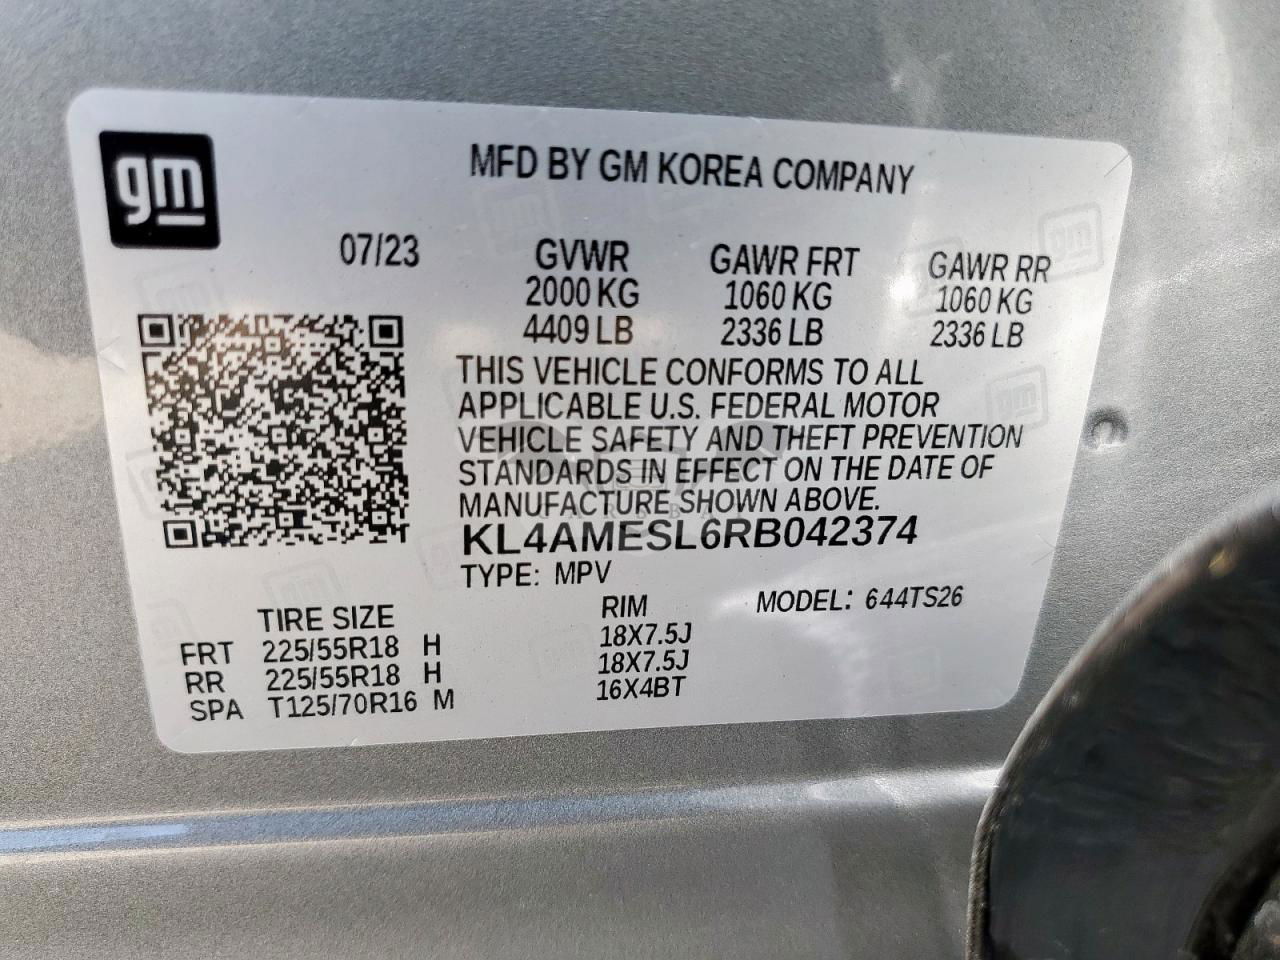 gm
MFD BY GM KOREA COMPANY
07/23
GVWR GAWR FRT GAWR RR
2000 KG 1060 KG 1060 KG
4409 LB 2336 LB 2336 LB
THIS VEHICLE CONFORMS TO ALL
APPLICABLE U.S. FEDERAL MOTOR
VEHICLE SAFETY AND THEFT PREVENTION
STANDARDS IN EFFECT ON THE DATE OF
MANUFACTURE SHOWN ABOVE.
KL4AMESL6RB042374
TYPE: MPV
TIRE SIZE RIM MODEL: 644TS26
FRT 225/55R18 H 18X7.5J
RR 225/55R18 H 18X7.5J
SPA T125/70R16 M 16X4BT